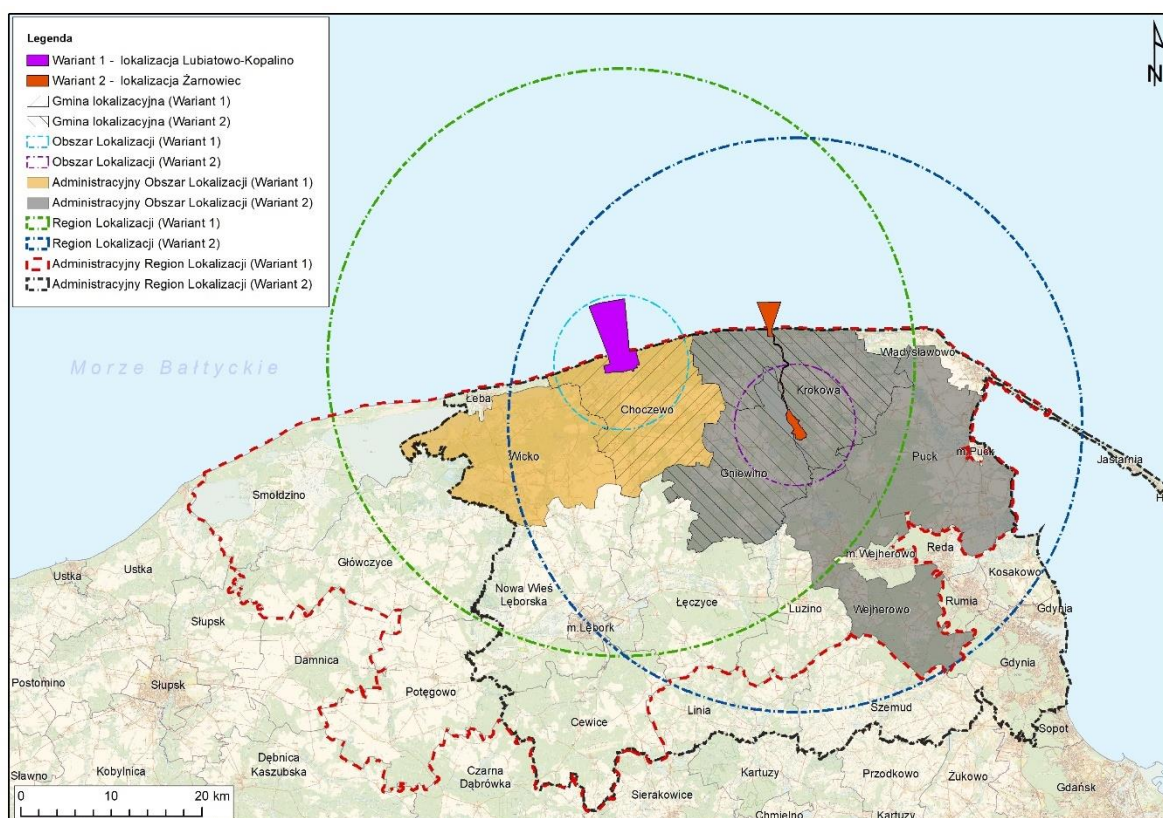 Legenda
Wariant 1 - lokalizacja Lubiatowo-Kopalino
Wariant 2 - lokalizacja Żarnowiec
Gmina lokalizacyjna (Wariant 1)
Gmina lokalizacyjna (Wariant 2)
Obszar Lokalizacji (Wariant 1)
Obszar Lokalizacji (Wariant 2)
Administracyjny Obszar Lokalizacji (Wariant 1)
Administracyjny Obszar Lokalizacji (Wariant 2)
Region Lokalizacji (Wariant 1)
Region Lokalizacji (Wariant 2)
Administracyjny Region Lokalizacji (Wariant 1)
Administracyjny Region Lokalizacji (Wariant 2)
N
Morze Bałtyckie
Władysławowo
Łeba
Choczewo
Krokowa
Wicko
Gniewino
Puck
m.Puck
Jastarnia
H
Smołdzino
Główczyce
Ustka
Ustka
m.Wejherowo
Reda
Kosakowo
Nowa Wieś
Lęborska
Łęczyce
Luzino
Wejherowo
Rumia
Gdynia
Słupsk
m.Lębork
Damnica
Gdynia
Postomino
Słupsk
Potęgowo
Linia
Szemud
Cewice
Sopot
Dębnica
Kaszubska
Sławno
Kobylnica
Czarna
Dąbrówka
Kartuzy
Przodkowo
Żukowo
Gdańsk
Sierakowice
Chmielno
Kartuzy
0 10 20 km